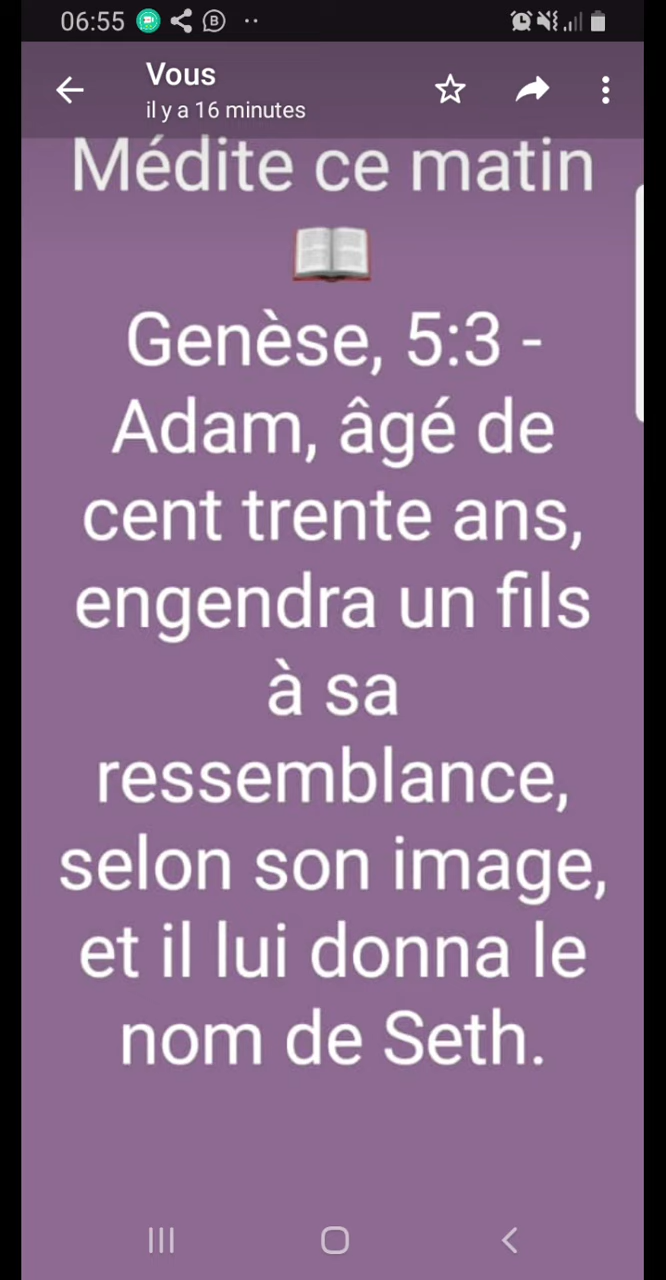 06:55
Vous
il y a 16 minutes
Médite ce matin
Genèse, 5:3 -
Adam, âgé de
cent trente ans,
engendra un fils
à sa
ressemblance,
selon son image,
et il lui donna le
nom de Seth.